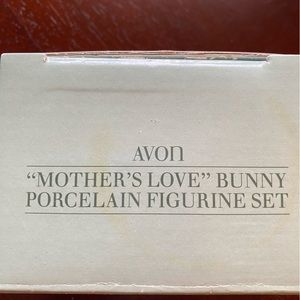 AVON
"MOTHER'S LOVE" BUNNY
PORCELAIN FIGURINE SET